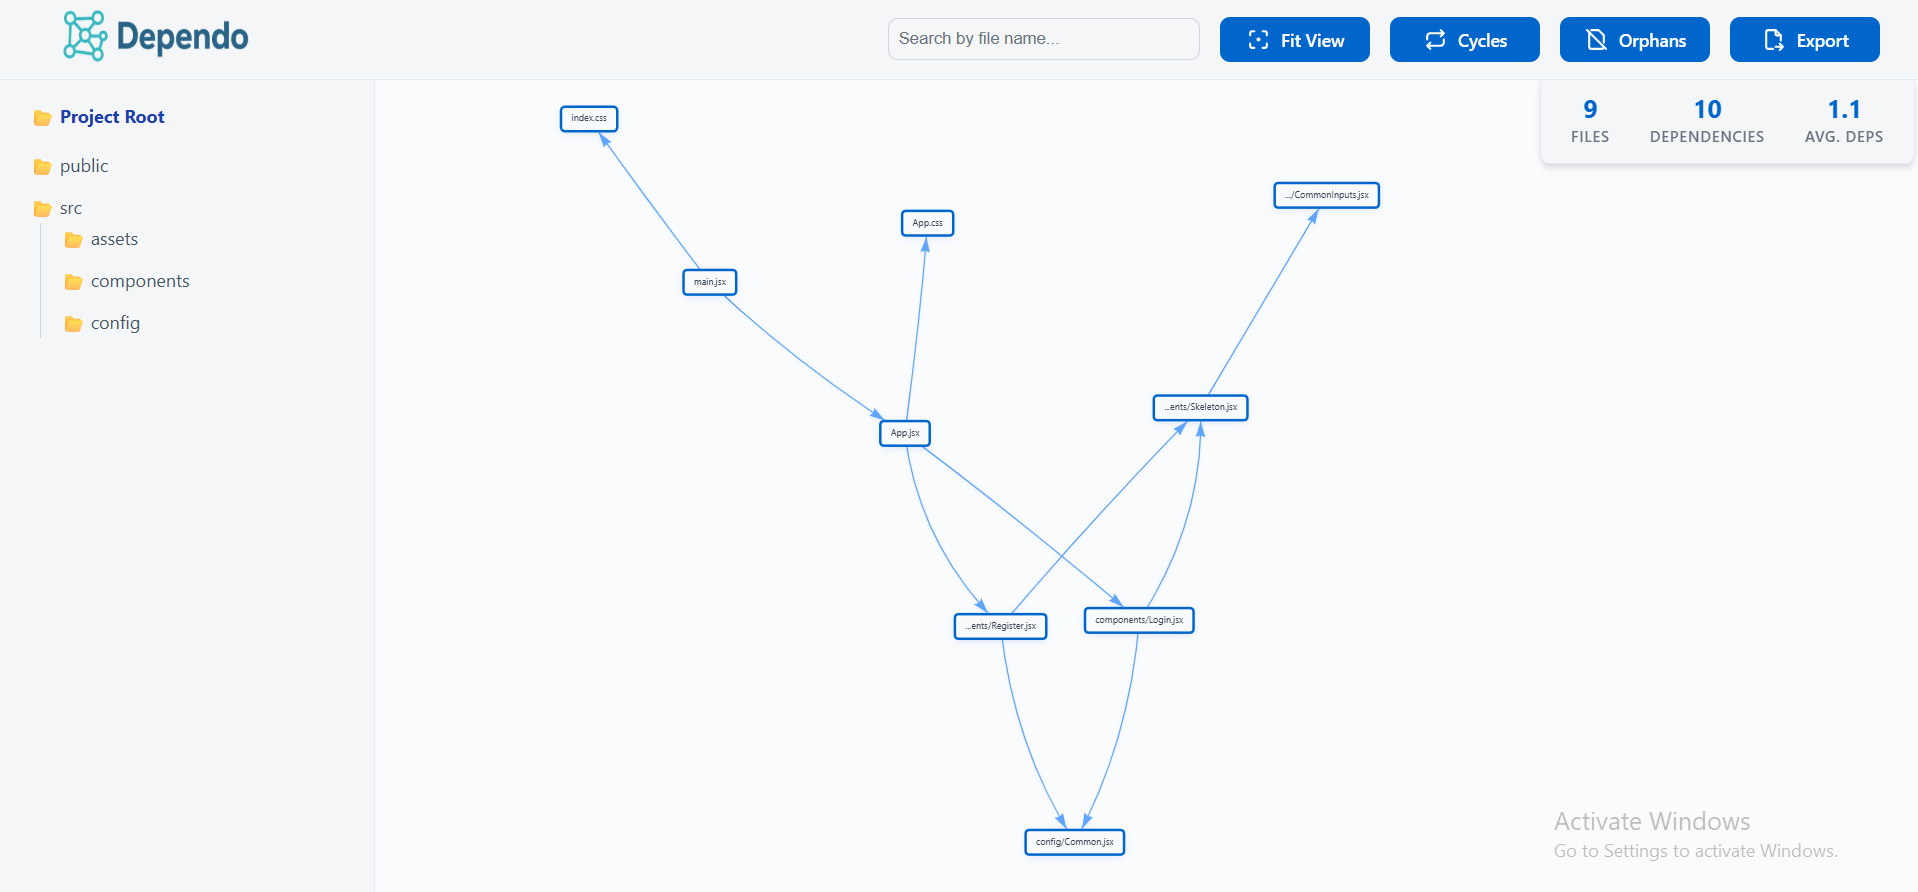 Dependo
Search by file name...
Fit View
Cycles
Orphans
Export
Project Root
public
src
assets
components
config
9
FILES
10
DEPENDENCIES
1.1
AVG. DEPS
index.css
.../CommonInputs.jsx
App.css
main.jsx
...ents/Skeleton.jsx
App.jsx
...ents/Register.jsx
components/Login.jsx
config/Common.jsx
Activate Windows
Go to Settings to activate Windows.